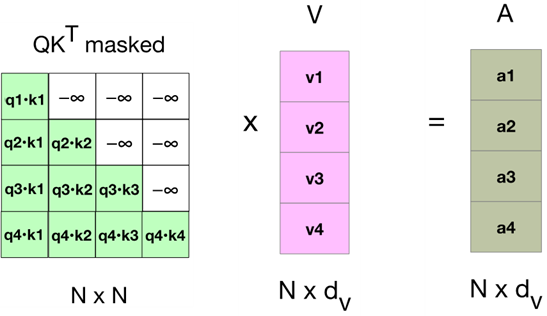 QKᵀ masked
V
A
q1•k1 −∞ −∞ −∞
q2•k1 q2•k2 −∞ −∞
q3•k1 q3•k2 q3•k3 −∞
q4•k1 q4•k2 q4•k3 q4•k4
x
v1
v2
v3
v4
=
a1
a2
a3
a4
N x N
N x dᵥ
N x dᵥ